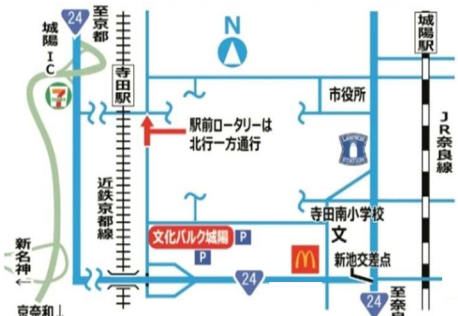 24
至京都
城陽IC
7
寺田駅
N
城陽駅
市役所
駅前ロータリーは
北行一方通行
LAWSON
STATION
JR奈良線
近鉄京都線
寺田南小学校
文
文化パルク城陽
P
P
M
新池交差点
新名神
←
24
24
至奈良
京奈和